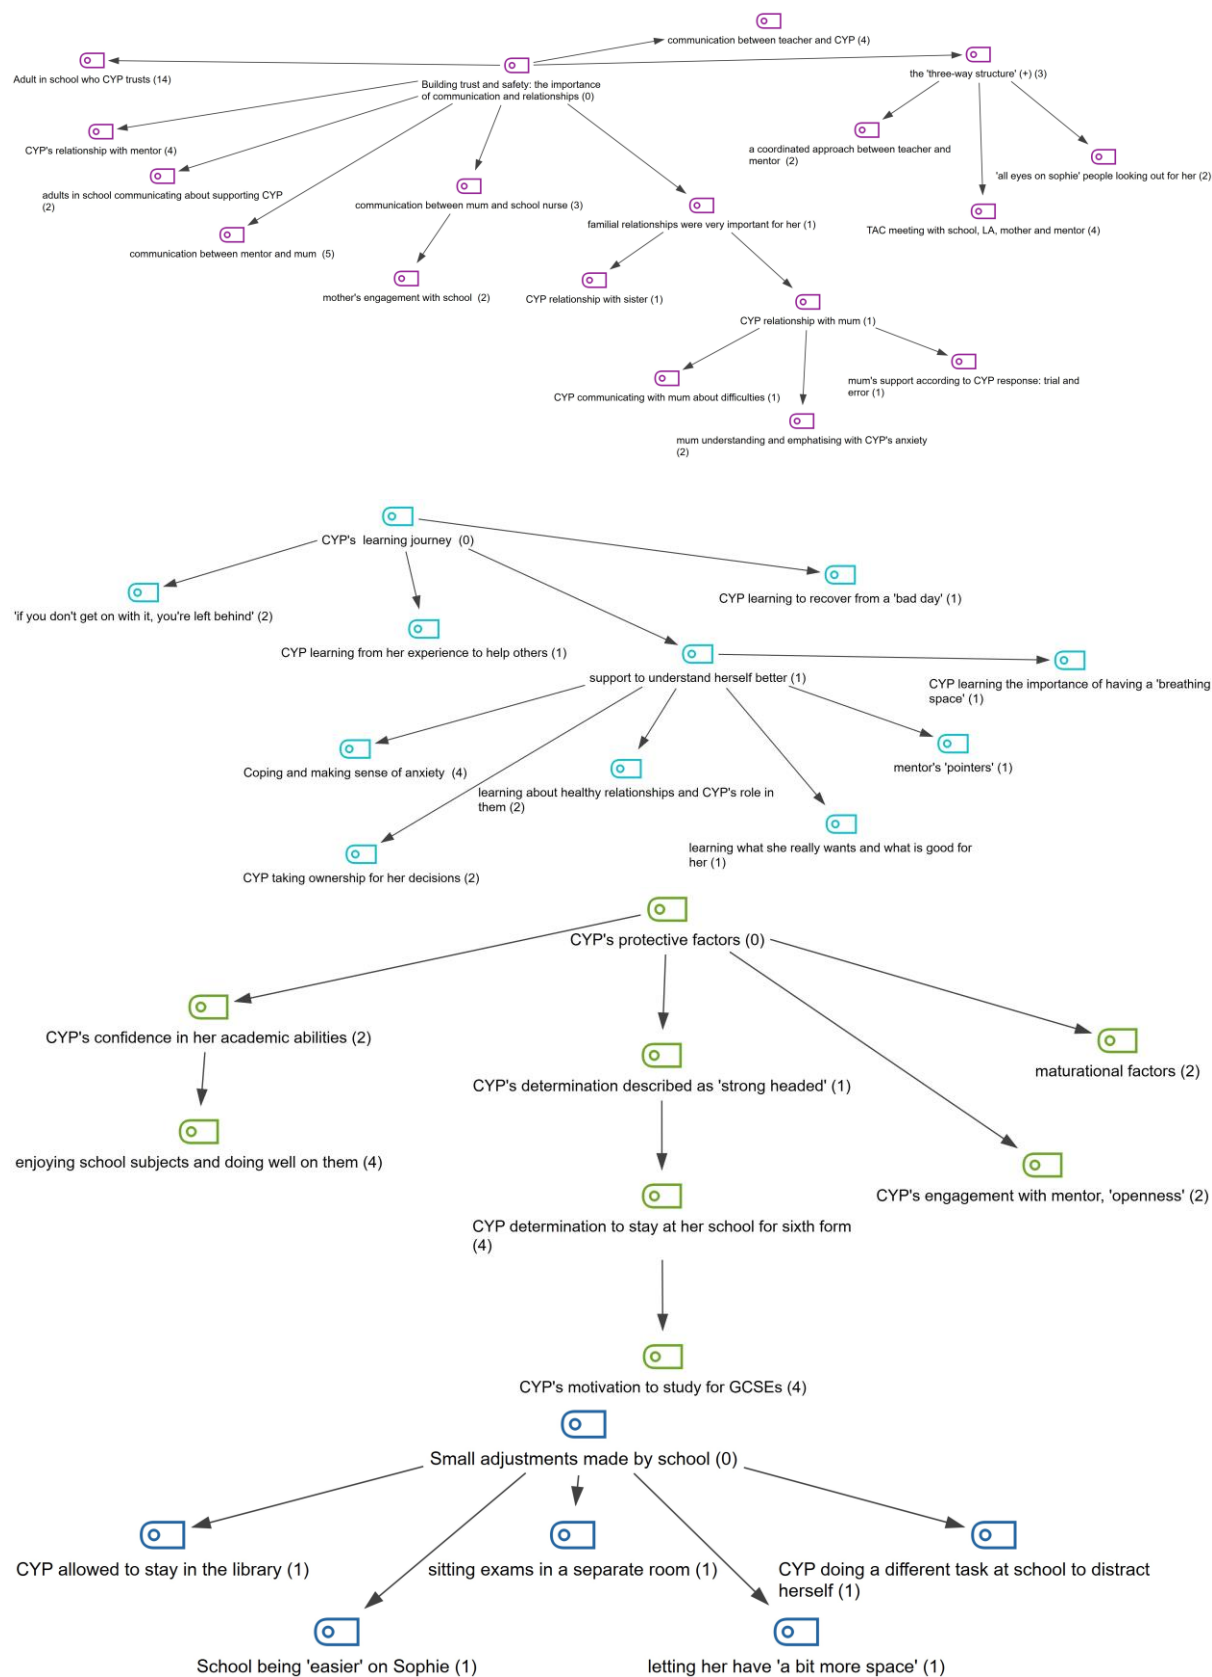 communication between teacher and CYP (4)
Adult in school who CYP trusts (14)
Building trust and safety: the importance
of communication and relationships (0)
the 'three-way structure' (+) (3)
CYP's relationship with mentor (4)
a coordinated approach between teacher and
mentor (2)
'all eyes on sophie' people looking out for her (2)
adults in school communicating about supporting CYP
(2)
communication between mum and school nurse (3)
familial relationships were very important for her (1)
TAC meeting with school, LA, mother and mentor (4)
communication between mentor and mum (5)
mother's engagement with school (2)
CYP relationship with sister (1)
CYP relationship with mum (1)
CYP communicating with mum about difficulties (1)
mum's support according to CYP response: trial and
error (1)
mum understanding and emphatising with CYP's anxiety
(2)
CYP's learning journey (0)
'if you don't get on with it, you're left behind' (2)
CYP learning to recover from a 'bad day' (1)
CYP learning from her experience to help others (1)
support to understand herself better (1)
CYP learning the importance of having a 'breathing
space' (1)
Coping and making sense of anxiety (4)
mentor's 'pointers' (1)
learning about healthy relationships and CYP's role in
them (2)
learning what she really wants and what is good for
her (1)
CYP taking ownership for her decisions (2)
CYP's protective factors (0)
CYP's confidence in her academic abilities (2)
maturational factors (2)
CYP's determination described as 'strong headed' (1)
enjoying school subjects and doing well on them (4)
CYP's engagement with mentor, 'openness' (2)
CYP determination to stay at her school for sixth form
(4)
CYP's motivation to study for GCSEs (4)
Small adjustments made by school (0)
CYP allowed to stay in the library (1)
sitting exams in a separate room (1)
CYP doing a different task at school to distract
herself (1)
School being 'easier' on Sophie (1)
letting her have 'a bit more space' (1)